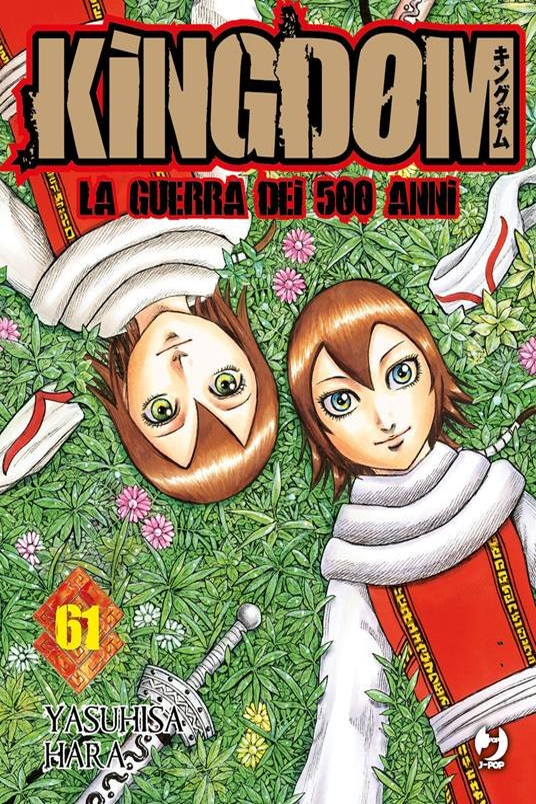 KiNGDOM
キングダム
LA GUERRA DEi 500 ANNi
61
YASUHISA
HARA
J-POP